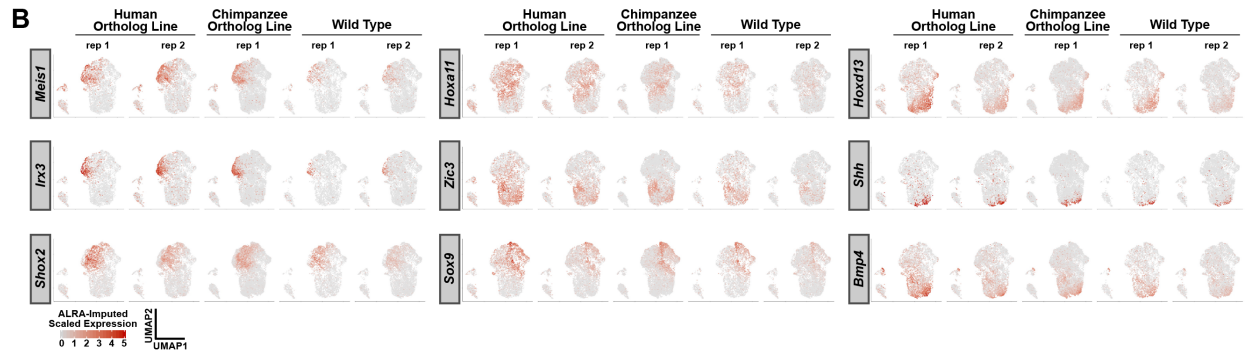 B
Human
Ortholog Line
Chimpanzee
Ortholog Line
Wild Type
rep 1
rep 2
rep 1
rep 1
rep 2
Human
Ortholog Line
Chimpanzee
Ortholog Line
Wild Type
rep 1
rep 2
rep 1
rep 1
rep 2
Human
Ortholog Line
Chimpanzee
Ortholog Line
Wild Type
rep 1
rep 2
rep 1
rep 1
rep 2
Meis1
Hoxa11
Hoxd13
Irx3
Zic3
Shh
Shox2
Sox9
Bmp4
ALRA-Imputed
Scaled Expression
0 1 2 3 4 5
UMAP2
UMAP1